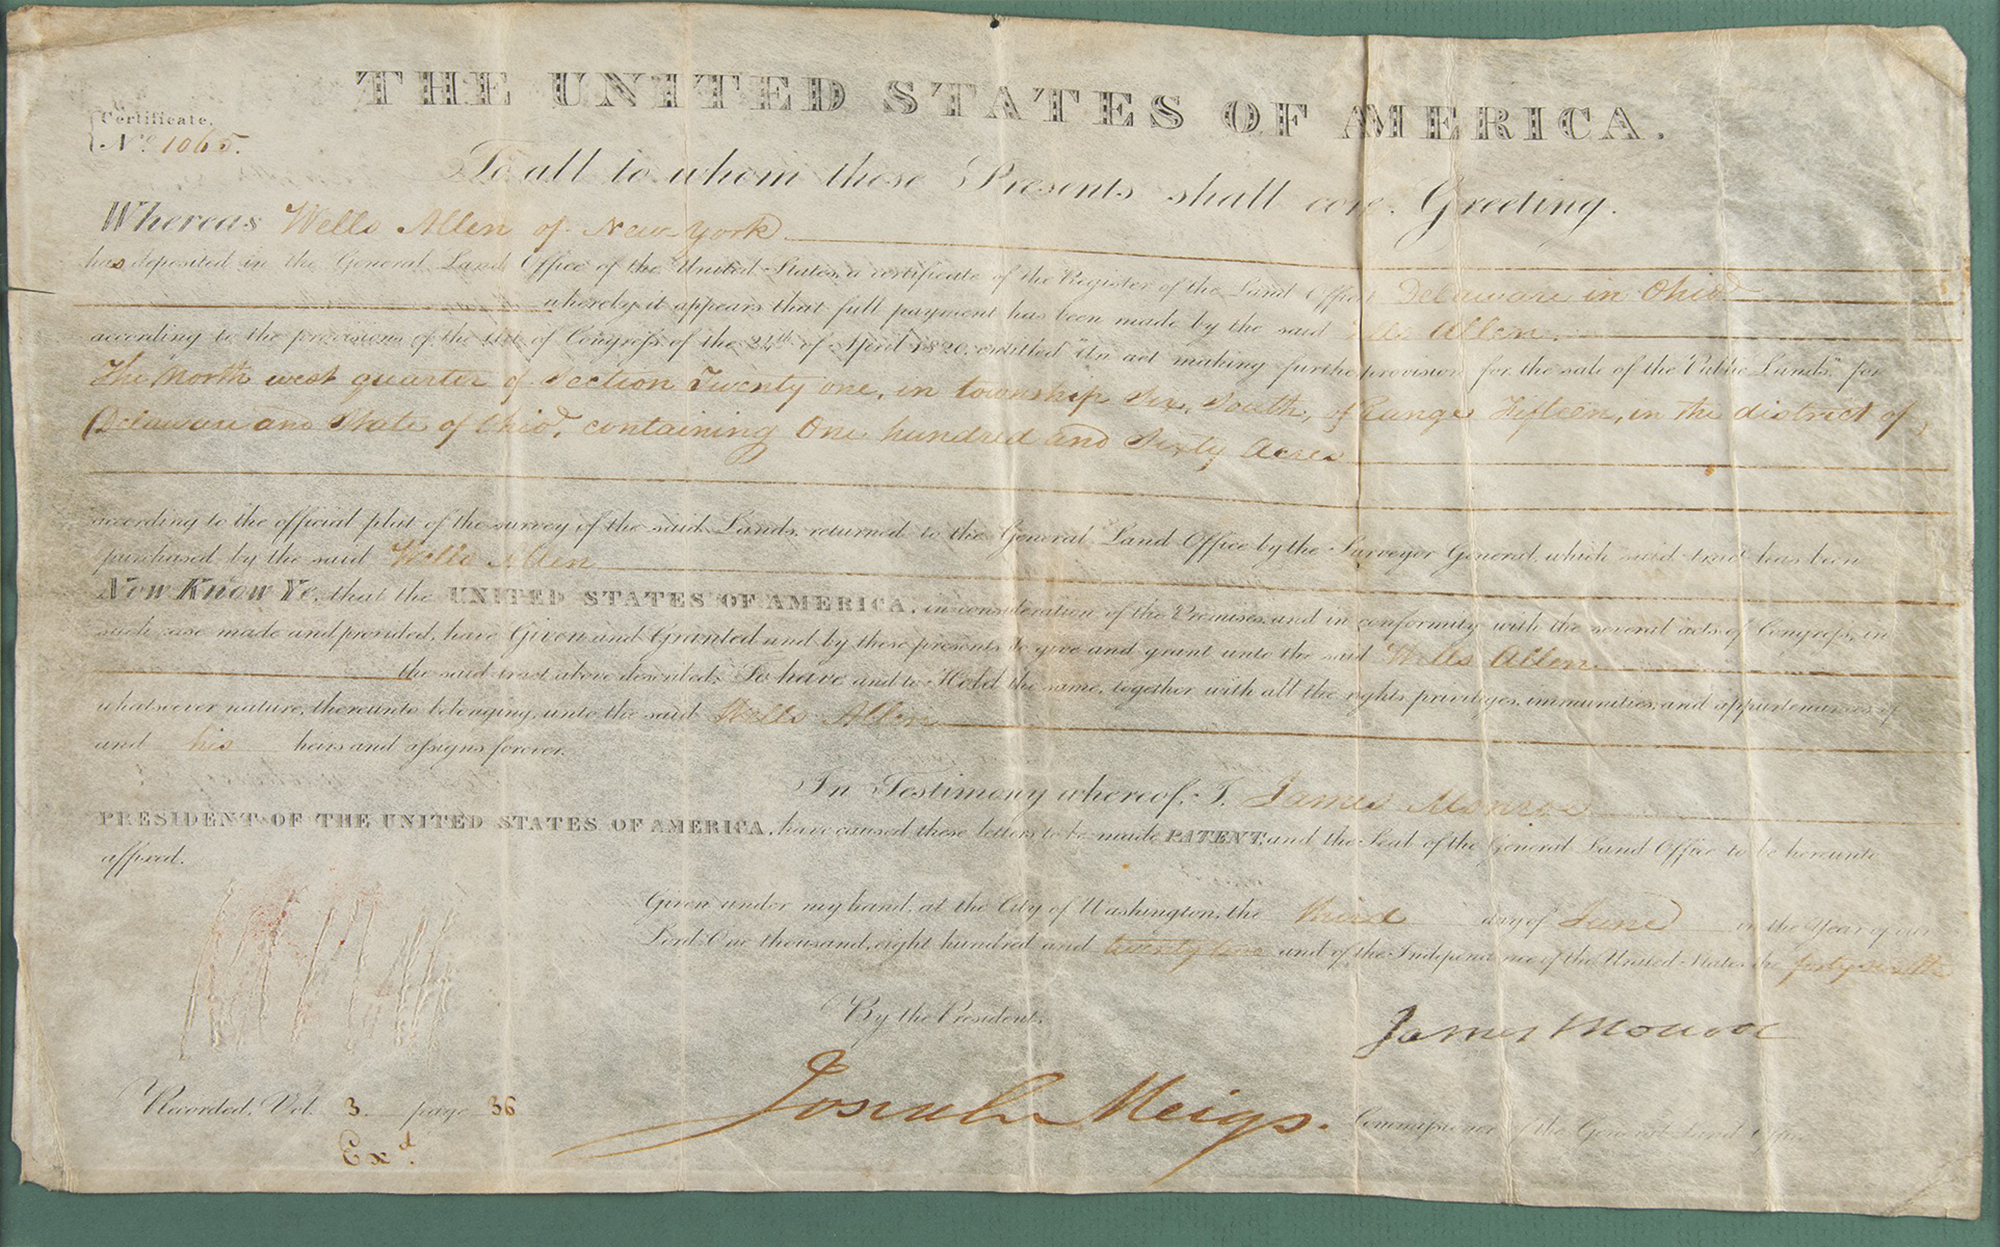 THE UNITED STATES OF AMERICA.
Certificate.
No. 1065.
To all to whom these Presents shall come. Greeting.
Whereas Wells Allen of New-York
has deposited in the General Land Office of the United States, a certificate of the Register of the Land Office at Delaware in Ohio
whereby it appears that full payment has been made by the said Wells Allen.
according to the provisions of the Act of Congress of the 24th of April 1820, entitled "An act making further provision for the sale of the Public Lands," for
The North west quarter of Section Twenty one, in township Six, South, of Range Fifteen, in the district of
Delaware and State of Ohio, containing One hundred and Sixty Acres
according to the official plat of the survey of the said Lands, returned to the General Land Office by the Surveyor General, which said tract has been
purchased by the said Wells Allen
Now Know Ye, that the UNITED STATES OF AMERICA, in consideration of the Premises, and in conformity with the several acts of Congress, in
such case made and provided, have Given and Granted and by these presents do give and grant unto the said Wells Allen
the said tract above described; To have and to Hold the same, together with all the rights, privileges, immunities, and appurtenances of
whatsoever nature, thereunto belonging, unto the said Wells Allen
and his heirs and assigns forever.
In Testimony whereof, I, James Monroe
PRESIDENT OF THE UNITED STATES OF AMERICA, have caused these letters to be made PATENT, and the Seal of the General Land Office to be hereunto
affixed.
Given under my hand, at the City of Washington, the third day of June in the Year of our
Lord One thousand, eight hundred and twenty two and of the Independence of the United States the forty sixth
By the President,
James Monroe
Josiah Meigs. Commissioner of the General Land Office
Recorded, Vol. 3. page 36
Exd.